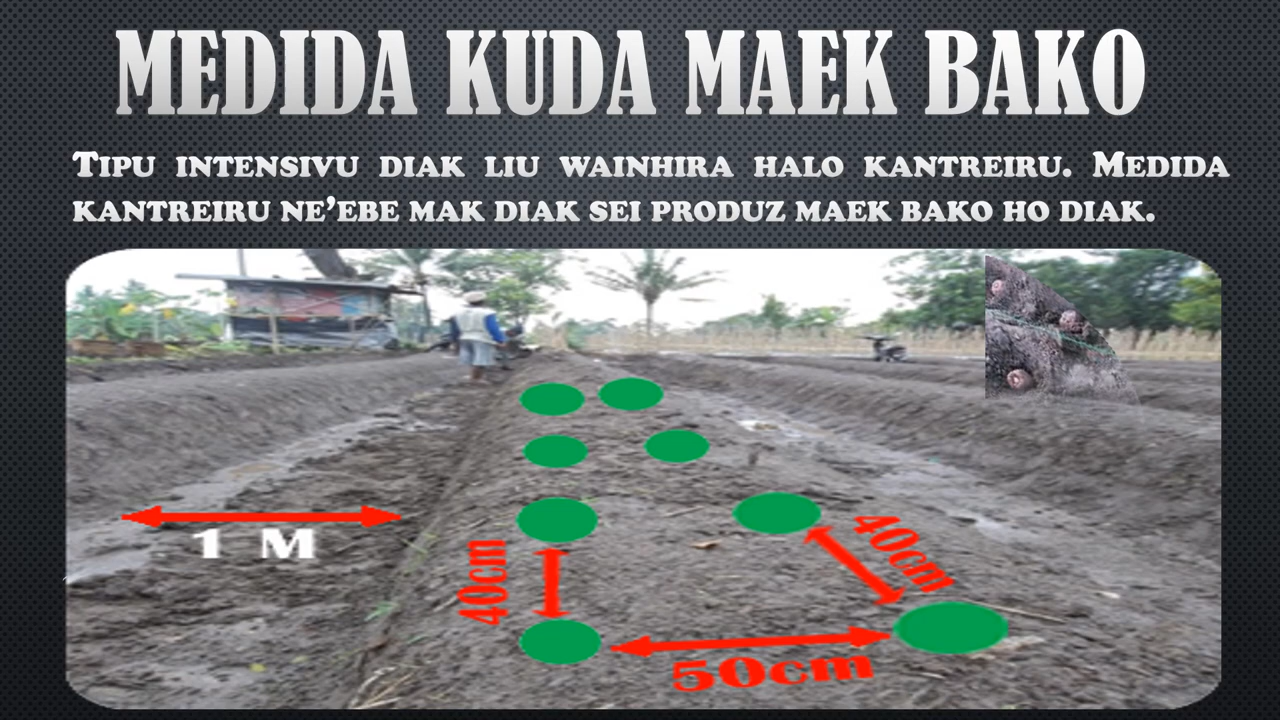 MEDIDA KUDA MAEK BAKO
TIPU INTENSIVU DIAK LIU WAINHIRA HALO KANTREIRU. MEDIDA
KANTREIRU NE’EBE MAK DIAK SEI PRODUZ MAEK BAKO HO DIAK.
1 M
40cm
40cm
50cm